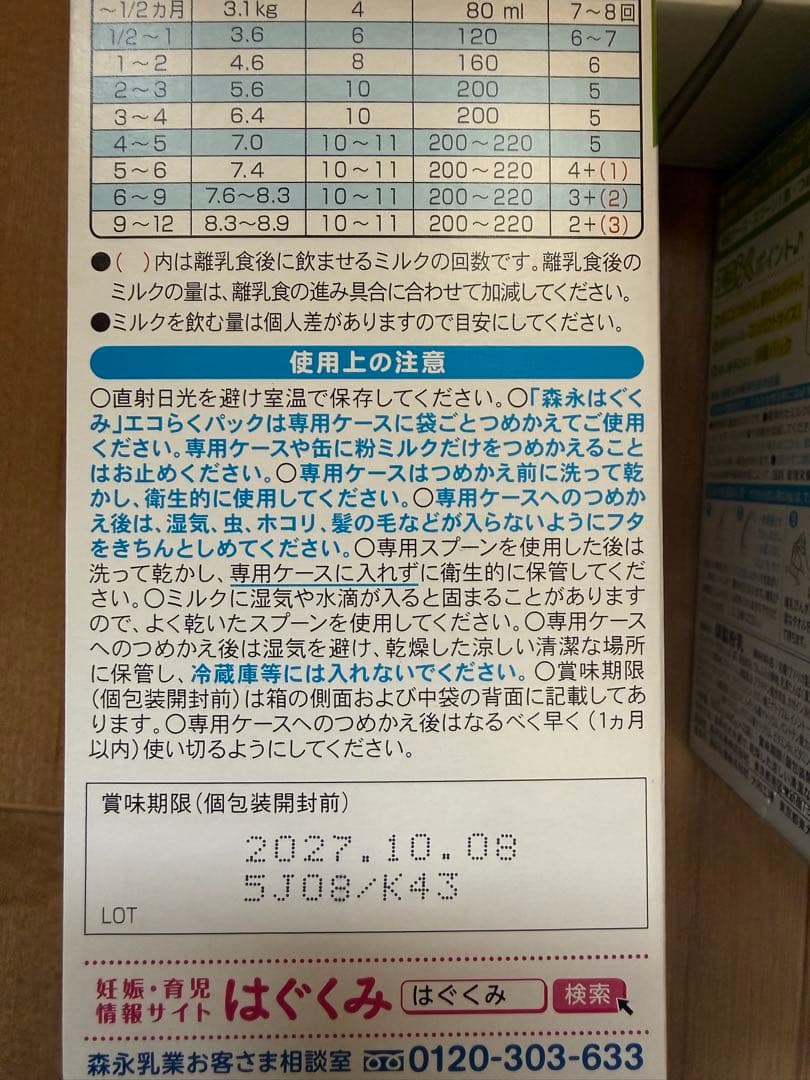 ～1/2ヵ月 3.1kg 4 80 ml 7～8回
1/2～1 3.6 6 120 6～7
1～2 4.6 8 160 6
2～3 5.6 10 200 5
3～4 6.4 10 200 5
4～5 7.0 10～11 200～220 5
5～6 7.4 10～11 200～220 4+(1)
6～9 7.6～8.3 10～11 200～220 3+(2)
9～12 8.3～8.9 10～11 200～220 2+(3)
●(　)内は離乳食後に飲ませるミルクの回数です。離乳食後の
ミルクの量は、離乳食の進み具合に合わせて加減してください。
●ミルクを飲む量は個人差がありますので目安にしてください。
使用上の注意
○直射日光を避け室温で保存してください。○「森永はぐく
み」エコらくパックは専用ケースに袋ごとつめかえてご使用
ください。専用ケースや缶に粉ミルクだけをつめかえること
はお止めください。○専用ケースはつめかえ前に洗って乾
かし、衛生的に使用してください。○専用ケースへのつめか
え後は、湿気、虫、ホコリ、髪の毛などが入らないようにフタ
をきちんとしめてください。○専用スプーンを使用した後は
洗って乾かし、専用ケースに入れずに衛生的に保管してくだ
さい。○ミルクに湿気や水滴が入ると固まることがあります
ので、よく乾いたスプーンを使用してください。○専用ケース
へのつめかえ後は湿気を避け、乾燥した涼しい清潔な場所
に保管し、冷蔵庫等には入れないでください。○賞味期限
(個包装開封前)は箱の側面および中袋の背面に記載してあ
ります。○専用ケースへのつめかえ後はなるべく早く(1ヵ月
以内)使い切るようにしてください。
賞味期限(個包装開封前)
2027.10.08
5J08/K43
LOT
妊娠・育児
情報サイト はぐくみ はぐくみ 検索
森永乳業お客さま相談室 0120-303-633
ポイント♪